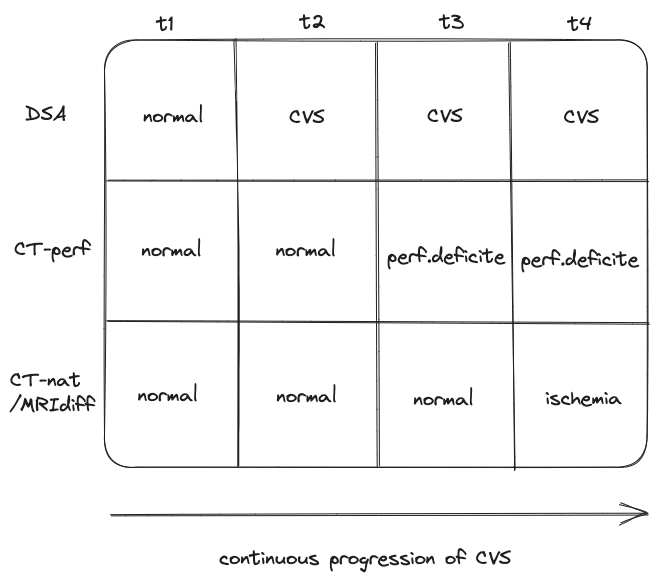 t1 t2 t3 t4
DSA normal CVS CVS CVS
CT-perf normal normal perf.deficite perf.deficite
CT-nat
/MRIdiff normal normal normal ischemia
continuous progression of CVS